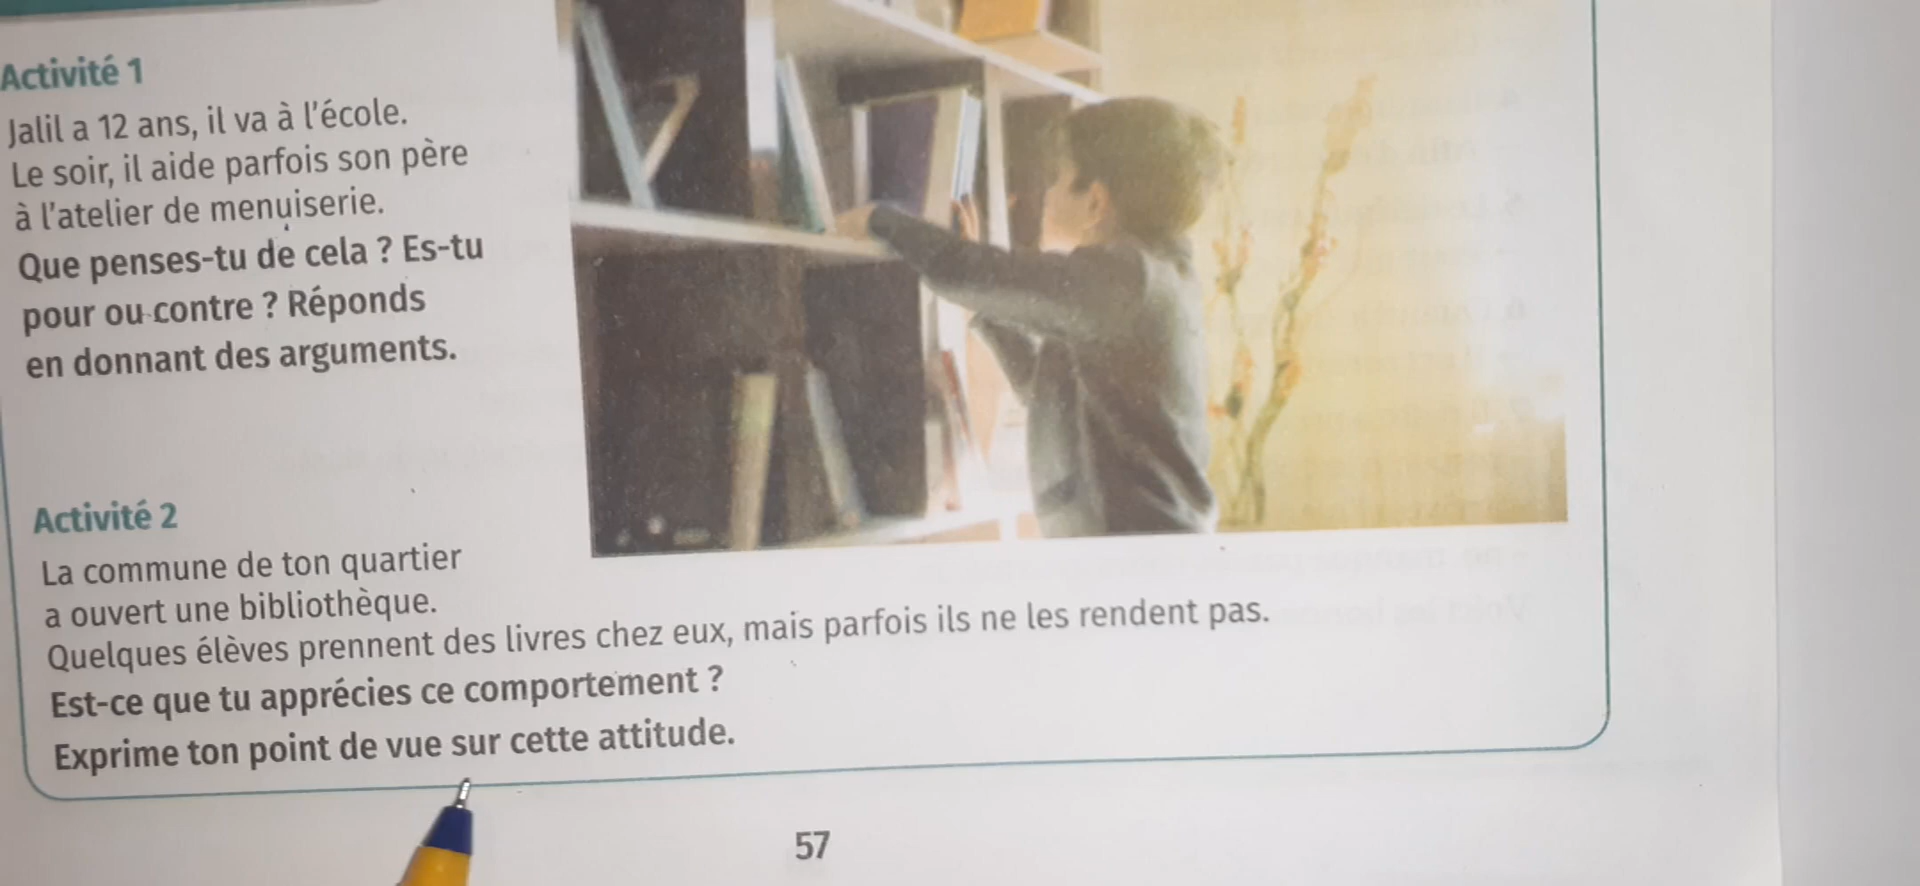 Activité 1
Jalil a 12 ans, il va à l'école.
Le soir, il aide parfois son père
à l'atelier de menuiserie.
Que penses-tu de cela ? Es-tu
pour ou contre ? Réponds
en donnant des arguments.
Activité 2
La commune de ton quartier
a ouvert une bibliothèque.
Quelques élèves prennent des livres chez eux, mais parfois ils ne les rendent pas.
Est-ce que tu apprécies ce comportement ?
Exprime ton point de vue sur cette attitude.
57